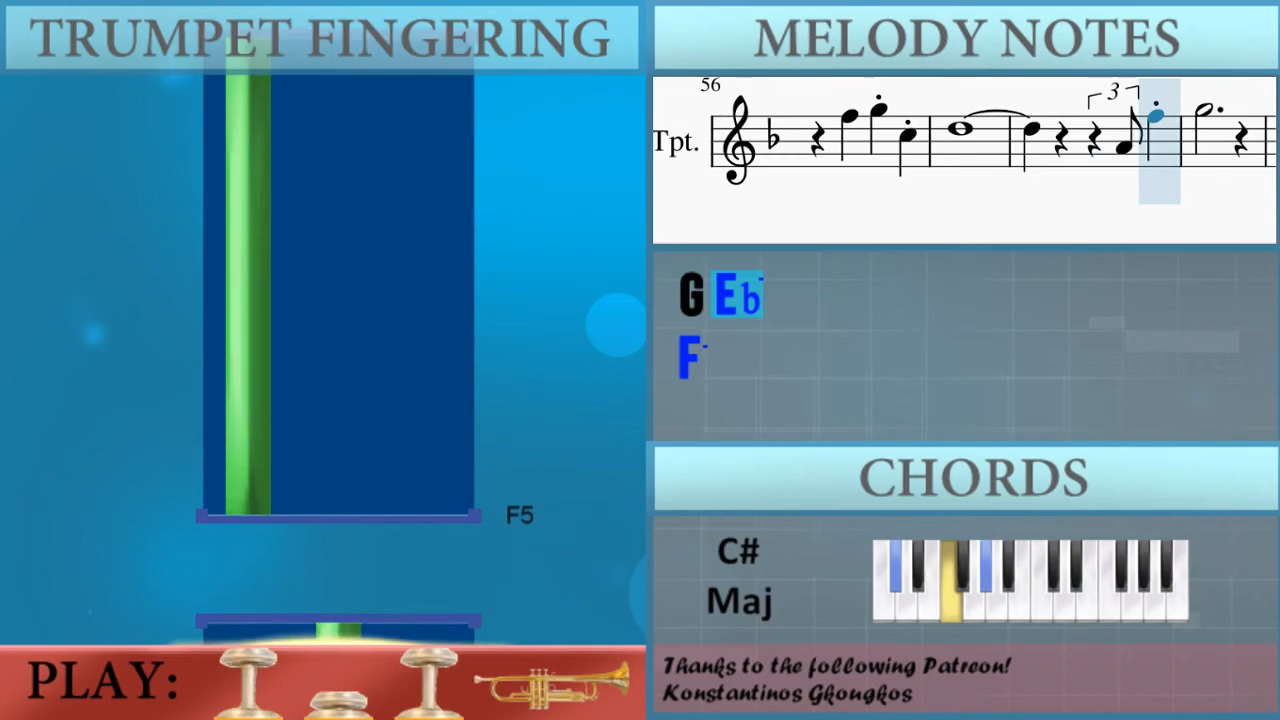 TRUMPET FINGERING
MELODY NOTES
56
3
Tpt.
G Eb
F
F5
CHORDS
C#
Maj
PLAY:
Thanks to the following Patreon!
Konstantinos Gkougkos